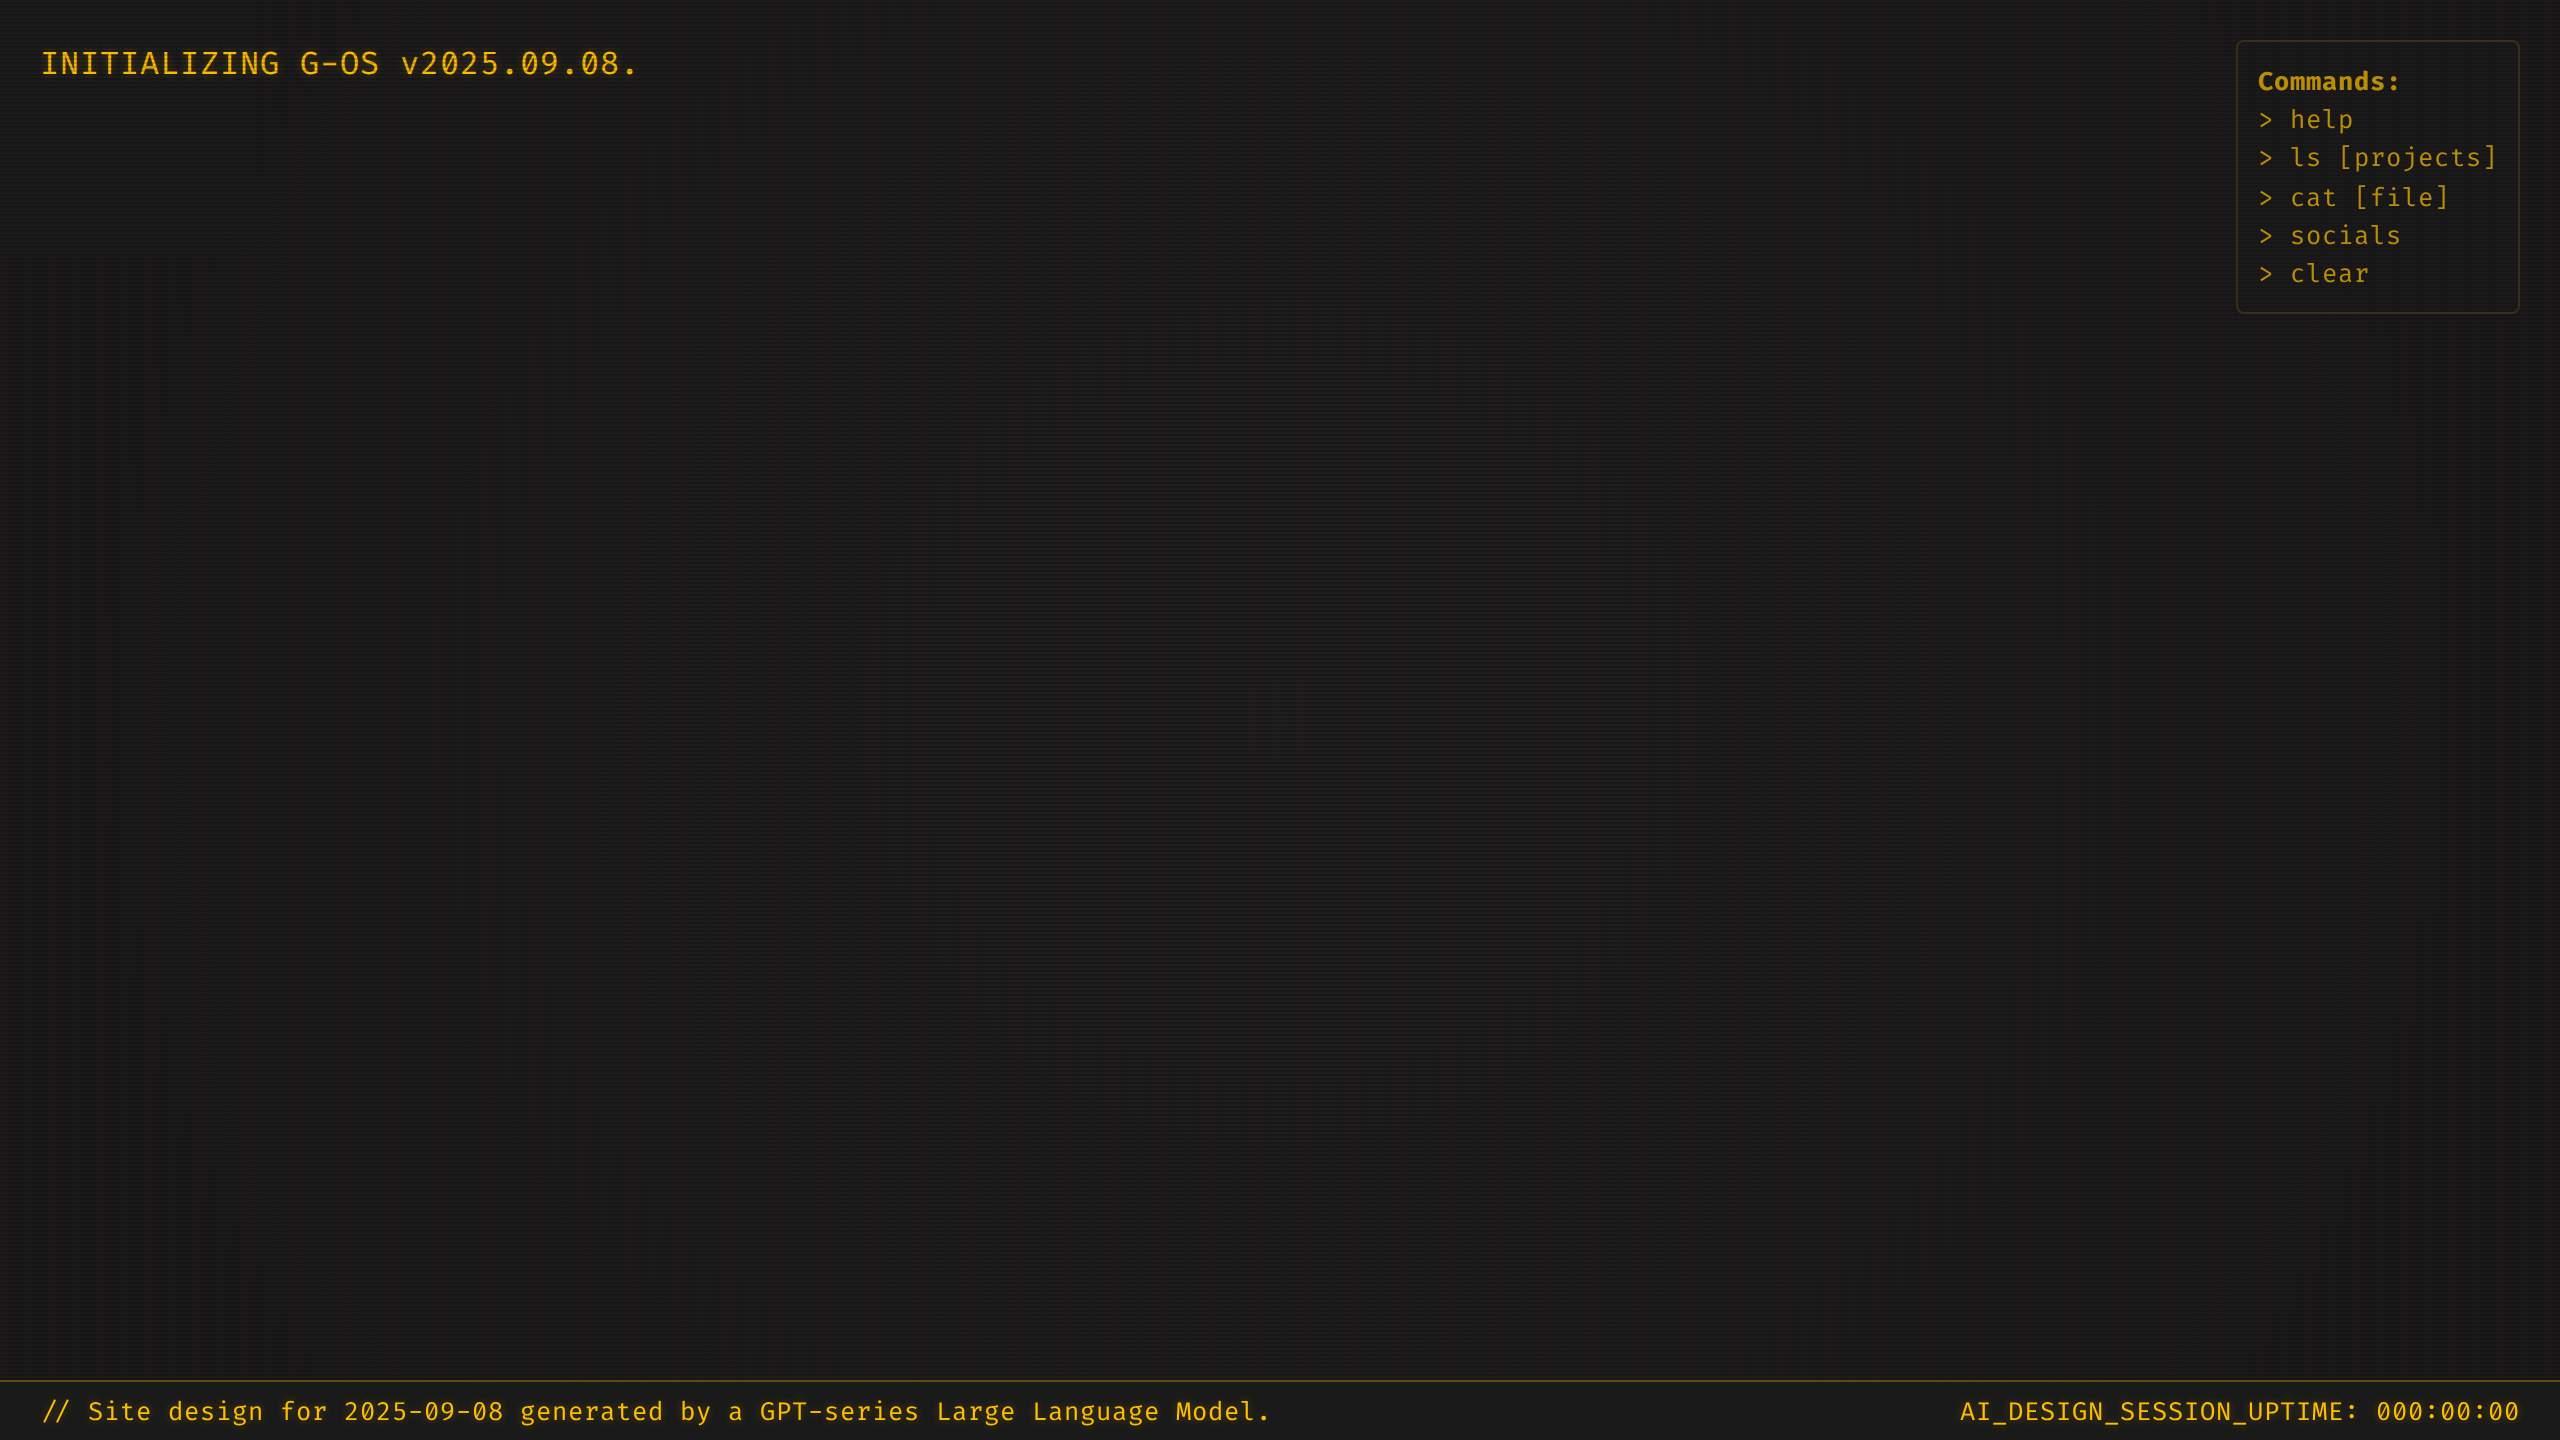 INITIALIZING G-OS v2025.09.08.
Commands:
> help
> ls [projects]
> cat [file]
> socials
> clear
// Site design for 2025-09-08 generated by a GPT-series Large Language Model.
AI_DESIGN_SESSION_UPTIME: 000:00:00